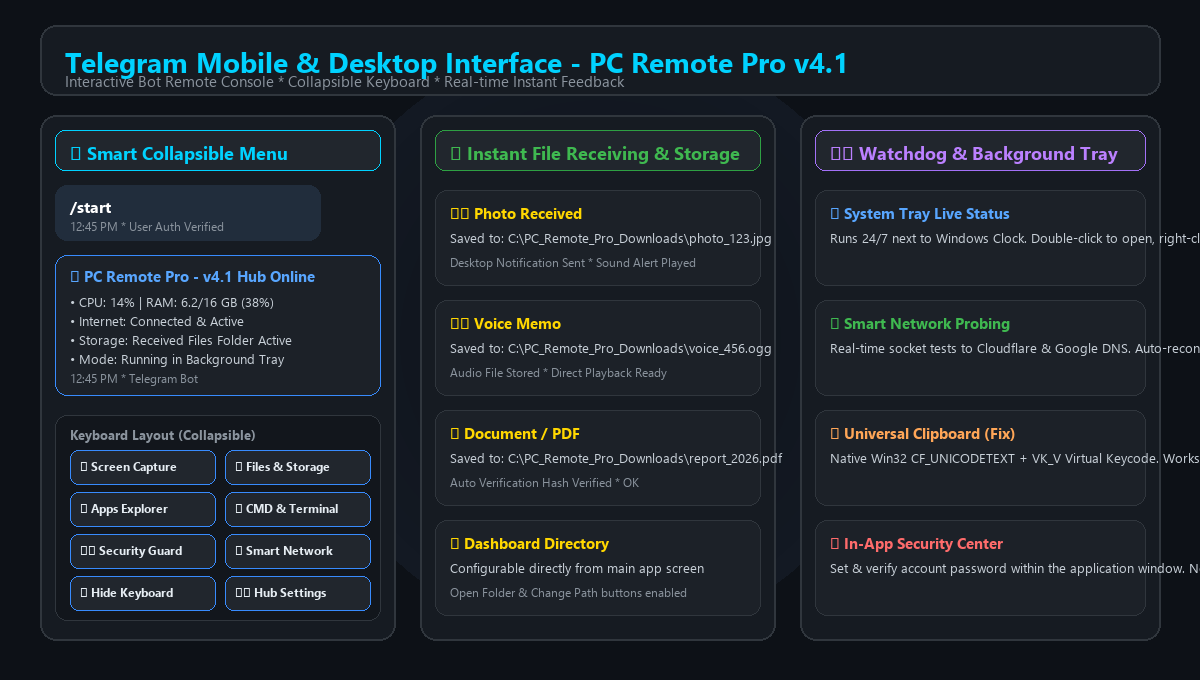 Telegram Mobile & Desktop Interface - PC Remote Pro v4.1
Interactive Bot Remote Console * Collapsible Keyboard * Real-time Instant Feedback
Smart Collapsible Menu
/start
12:45 PM * User Auth Verified
PC Remote Pro - v4.1 Hub Online
• CPU: 14% | RAM: 6.2/16 GB (38%)
• Internet: Connected & Active
• Storage: Received Files Folder Active
• Mode: Running in Background Tray
12:45 PM * Telegram Bot
Keyboard Layout (Collapsible)
Screen Capture
Files & Storage
Apps Explorer
CMD & Terminal
Security Guard
Smart Network
Hide Keyboard
Hub Settings
Instant File Receiving & Storage
Photo Received
Saved to: C:\PC_Remote_Pro_Downloads\photo_123.jpg
Desktop Notification Sent * Sound Alert Played
Voice Memo
Saved to: C:\PC_Remote_Pro_Downloads\voice_456.ogg
Audio File Stored * Direct Playback Ready
Document / PDF
Saved to: C:\PC_Remote_Pro_Downloads\report_2026.pdf
Auto Verification Hash Verified * OK
Dashboard Directory
Configurable directly from main app screen
Open Folder & Change Path buttons enabled
Watchdog & Background Tray
System Tray Live Status
Runs 24/7 next to Windows Clock. Double-click to open, right-cl
Smart Network Probing
Real-time socket tests to Cloudflare & Google DNS. Auto-recon
Universal Clipboard (Fix)
Native Win32 CF_UNICODETEXT + VK_V Virtual Keycode. Works
In-App Security Center
Set & verify account password within the application window. N